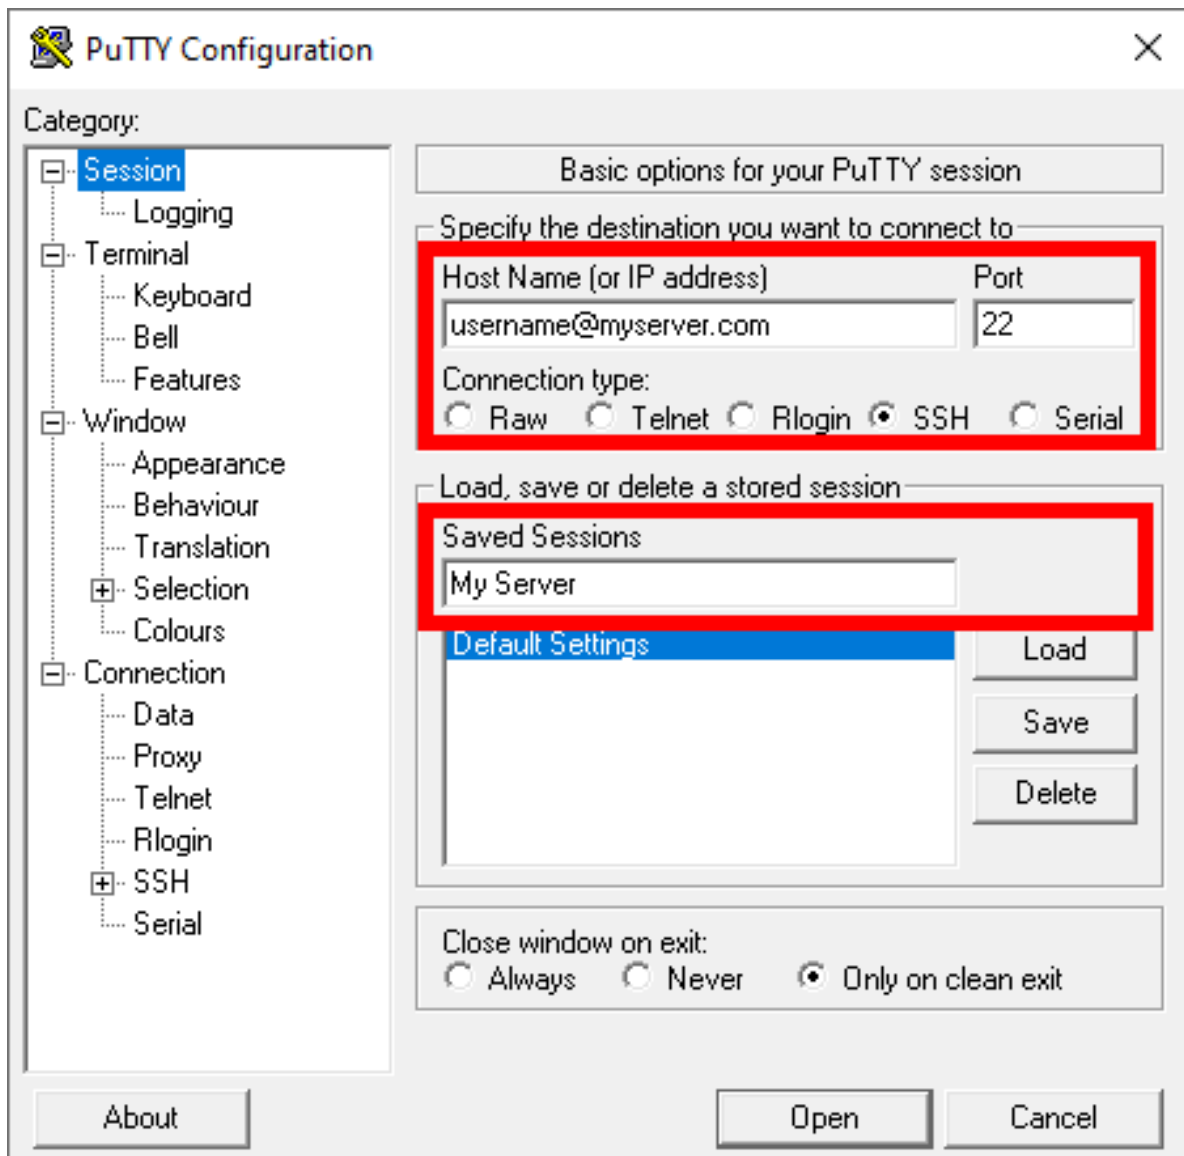 PuTTY Configuration
Category:
Session
Logging
Terminal
Keyboard
Bell
Features
Window
Appearance
Behaviour
Translation
Selection
Colours
Connection
Data
Proxy
Telnet
Rlogin
SSH
Serial
Basic options for your PuTTY session
Specify the destination you want to connect to
Host Name (or IP address) Port
username@myserver.com 22
Connection type:
Raw Telnet Rlogin SSH Serial
Load, save or delete a stored session
Saved Sessions
My Server
Default Settings
Load
Save
Delete
Close window on exit:
Always Never Only on clean exit
About Open Cancel